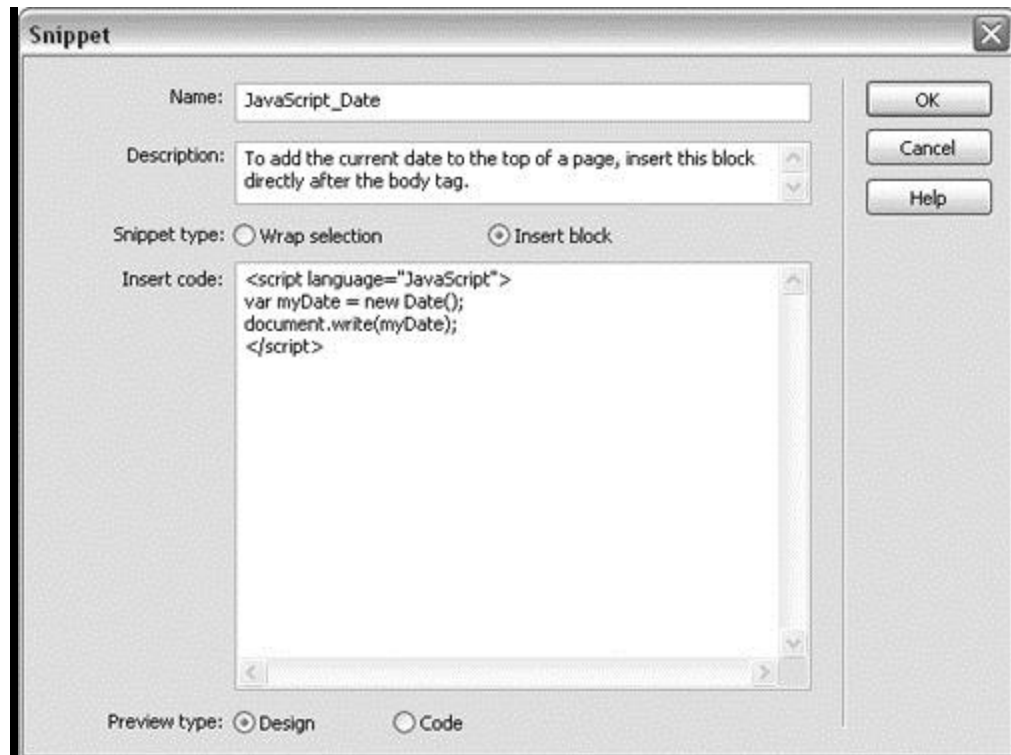 Snippet
Name: JavaScript_Date
OK
Description: To add the current date to the top of a page, insert this block
directly after the body tag.
Cancel
Help
Snippet type: Wrap selection Insert block
Insert code: <script language="JavaScript">
var myDate = new Date();
document.write(myDate);
</script>
Preview type: Design Code